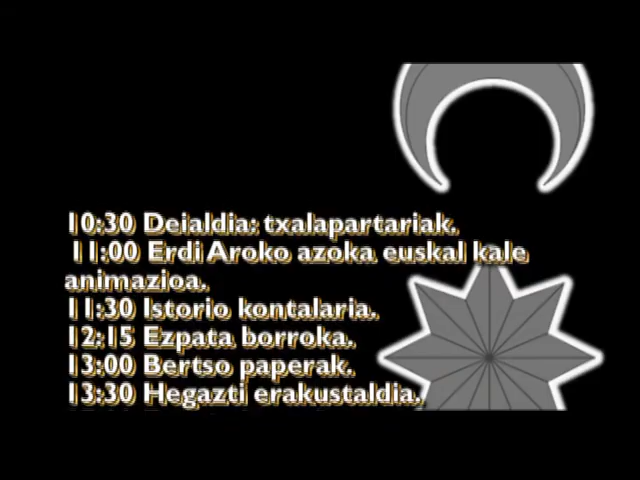 10:30 Deialdia: txalapartariak.
11:00 Erdi Aroko azoka euskal kale
animazioa.
11:30 Istorio kontalaria.
12:15 Ezpata borroka.
13:00 Bertso paperak.
13:30 Hegazti erakustaldia.